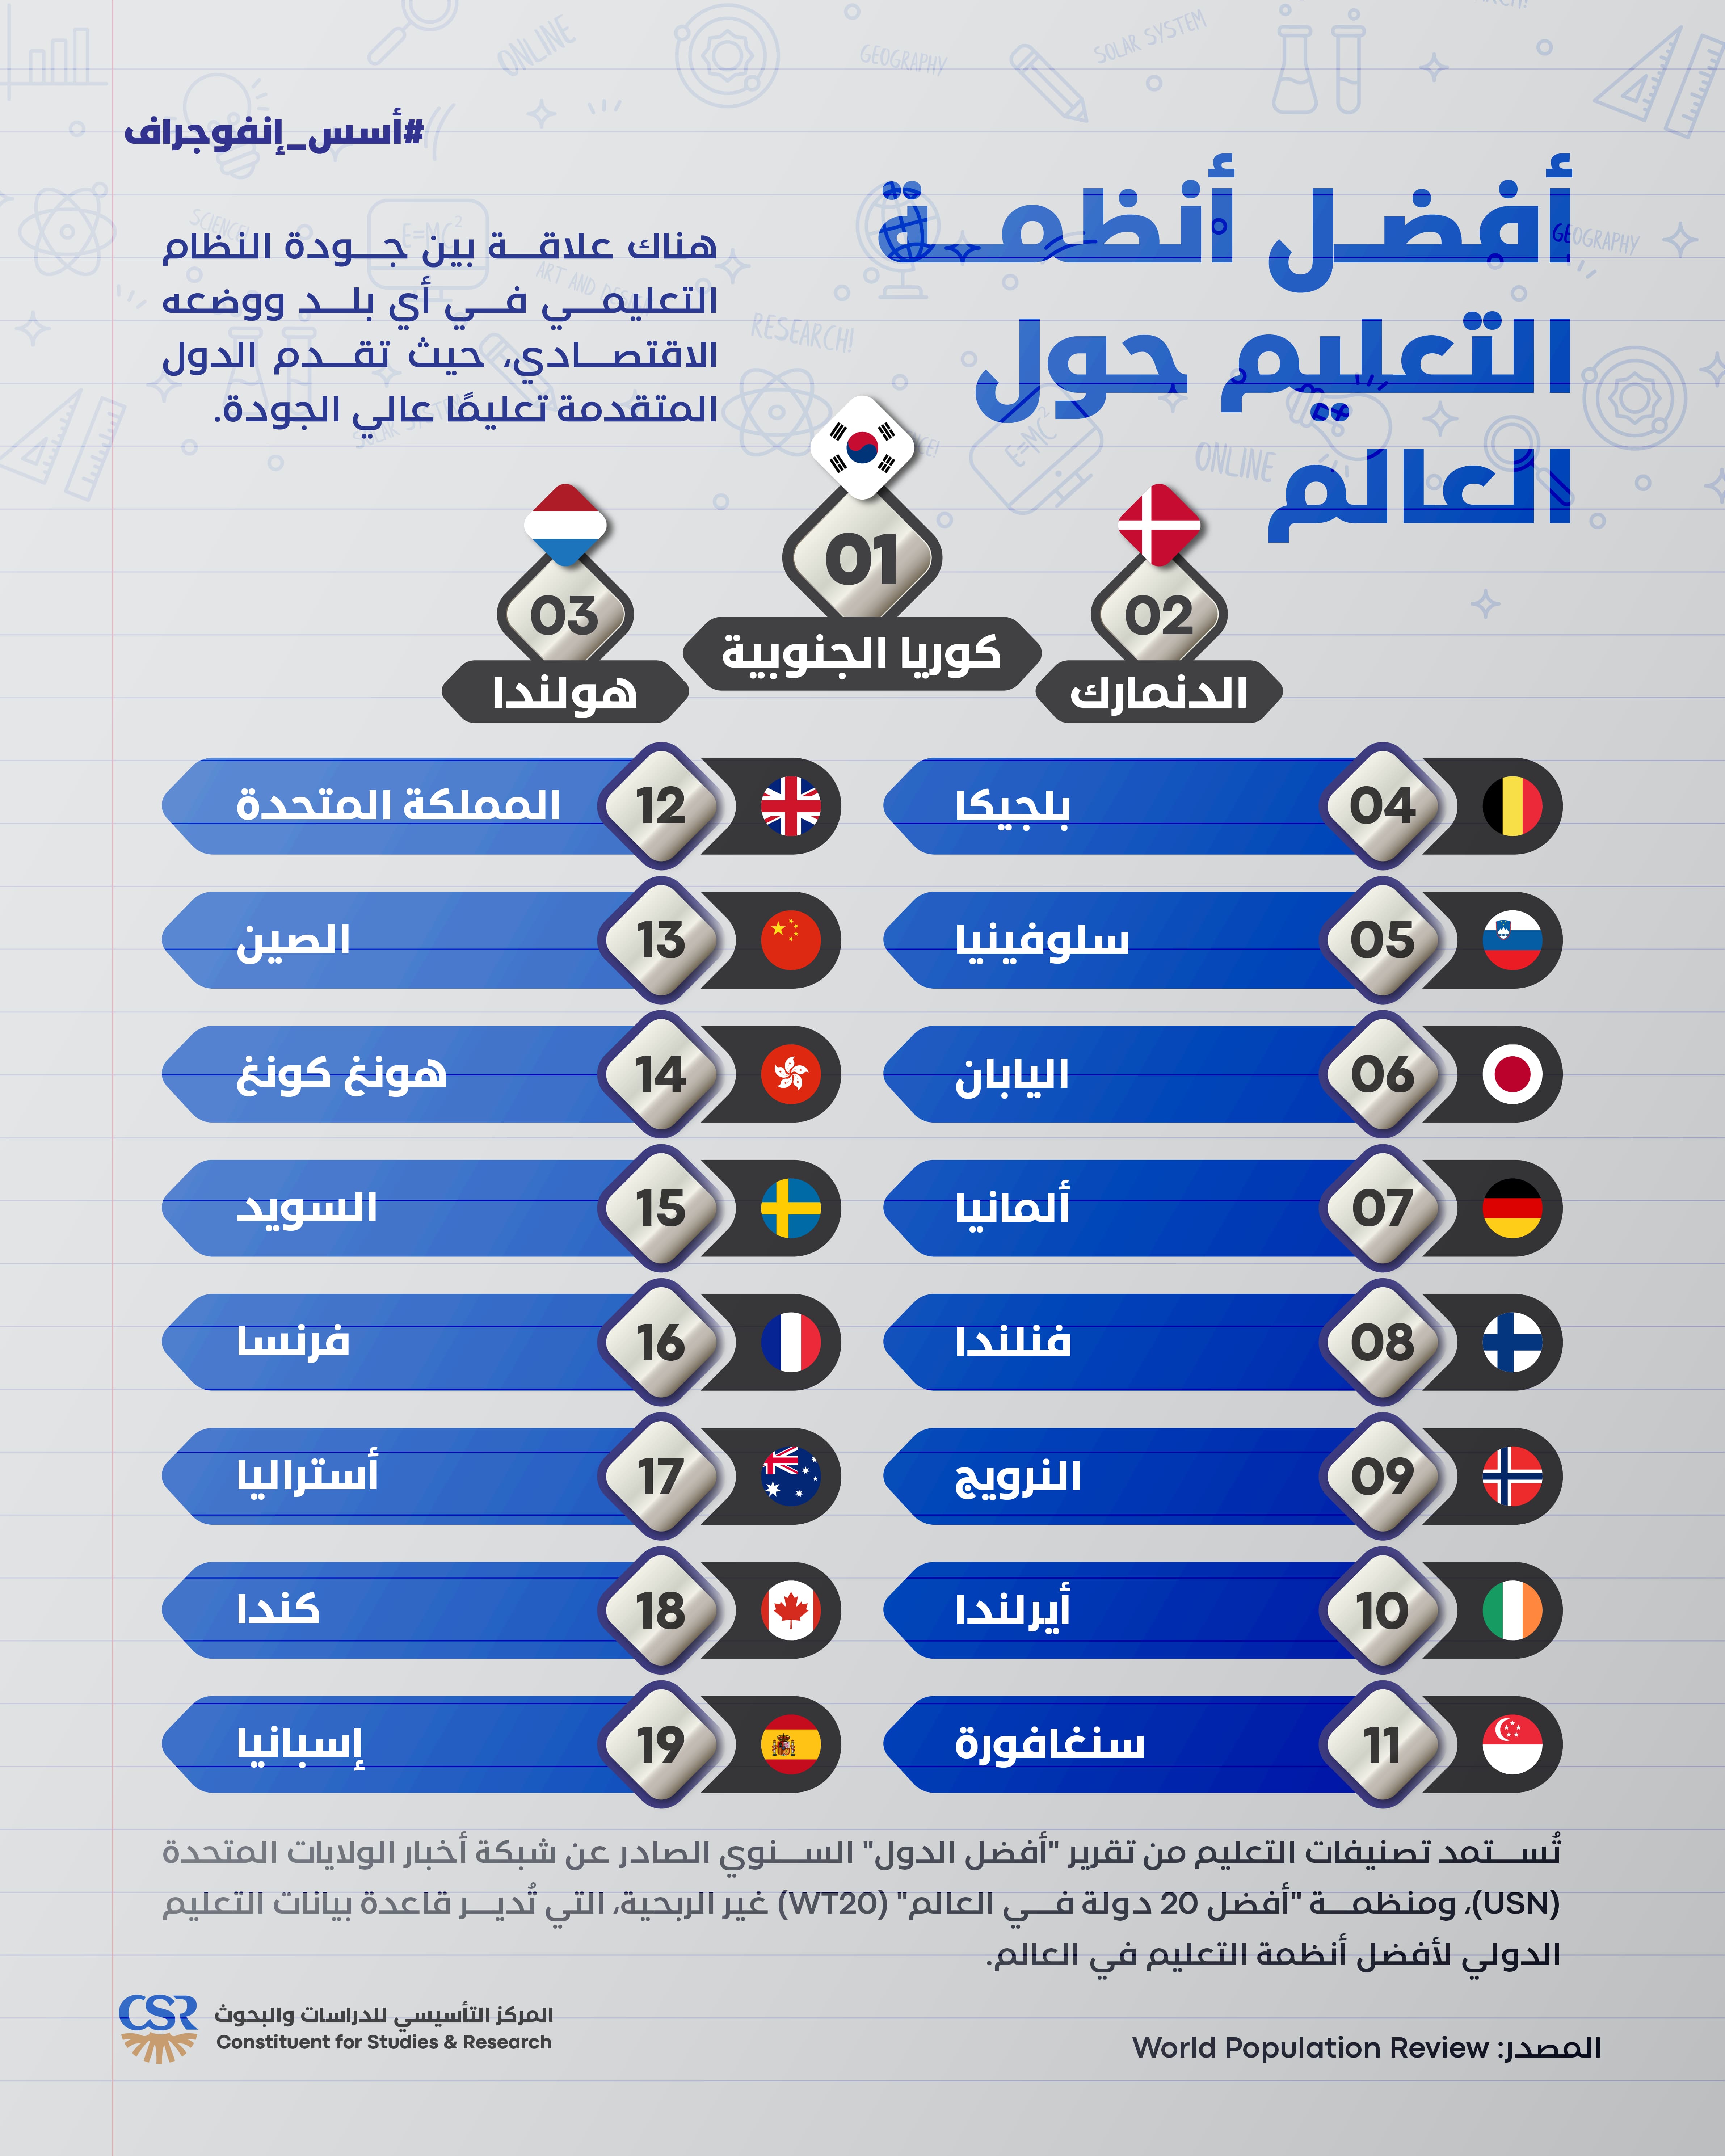 #أسس_إنفوجراف
أفضل أنظمة
التعليم حول
العالم
هناك علاقة بين جودة النظام
التعليمي في أي بلد ووضعه
الاقتصادي، حيث تقدم الدول
المتقدمة تعليمًا عالي الجودة.
ONLINE
GEOGRAPHY
SOLAR SYSTEM
SCIENCE!
E=MC²
ART AND DESIGN
RESEARCH!
GEOGRAPHY
SOLAR SYSTEM
E=MC²
ONLINE
01
كوريا الجنوبية
02
الدنمارك
03
هولندا
04
بلجيكا
05
سلوفينيا
06
اليابان
07
ألمانيا
08
فنلندا
09
النرويج
10
أيرلندا
11
سنغافورة
12
المملكة المتحدة
13
الصين
14
هونغ كونغ
15
السويد
16
فرنسا
17
أستراليا
18
كندا
19
إسبانيا
تُستمد تصنيفات التعليم من تقرير "أفضل الدول" السنوي الصادر عن شبكة أخبار الولايات المتحدة
(USN)، ومنظمة "أفضل 20 دولة في العالم" (WT20) غير الربحية، التي تُدير قاعدة بيانات التعليم
الدولي لأفضل أنظمة التعليم في العالم.
المصدر: World Population Review
CSR
المركز التأسيسي للدراسات والبحوث
Constituent for Studies & Research